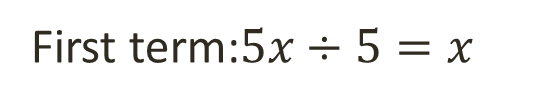 First term:5𝑥 ÷ 5 = 𝑥